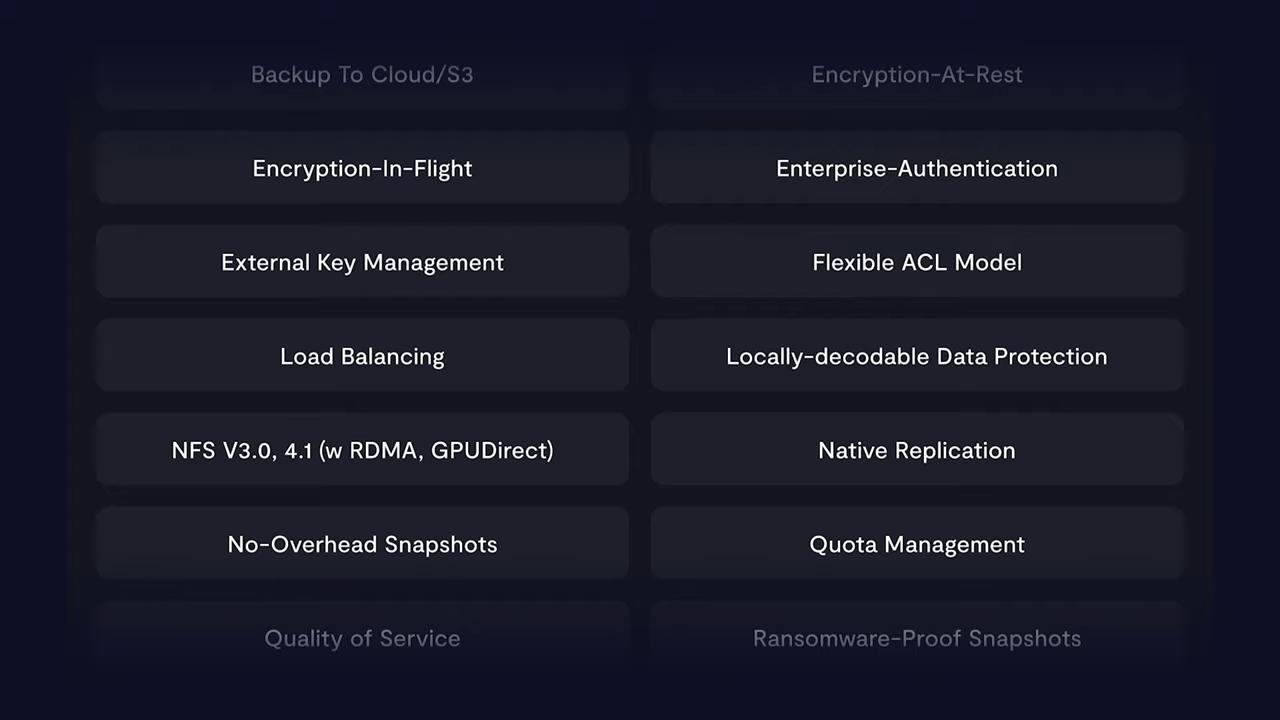 Backup To Cloud/S3
Encryption-At-Rest
Encryption-In-Flight
Enterprise-Authentication
External Key Management
Flexible ACL Model
Load Balancing
Locally-decodable Data Protection
NFS V3.0, 4.1 (w RDMA, GPUDirect)
Native Replication
No-Overhead Snapshots
Quota Management
Quality of Service
Ransomware-Proof Snapshots